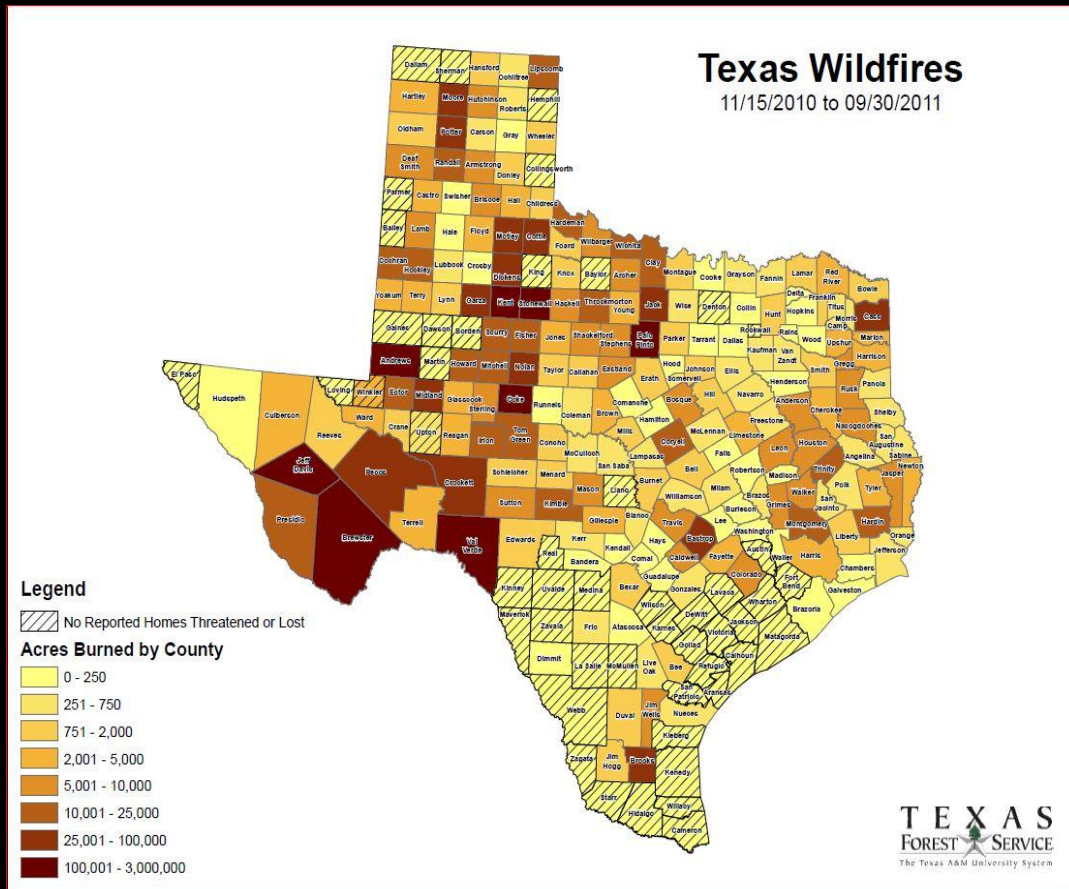 Texas Wildfires
11/15/2010 to 09/30/2011
Dallam Sherman Hansford Ochiltree Lipscomb
Hartley Moore Hutchinson Roberts Hemphill
Oldham Potter Carson Gray Wheeler
Deaf Smith Randall Armstrong Donley Collingsworth
Parmer Castro Swisher Briscoe Hall Childress
Bailey Lamb Hale Floyd Motley Cottle Hardeman Foard Wilbarger Wichita
Cochran Hockley Lubbock Crosby Dickens King Knox Baylor Archer Clay Montague Cooke Grayson Fannin Lamar Red River Bowie
Yoakum Terry Lynn Garza Kent Stonewall Haskell Throckmorton Young Jack Wise Denton Collin Hunt Delta Hopkins Franklin Titus Morris Camp Cass
Gaines Dawson Borden Scurry Fisher Jones Shackelford Stephens Palo Pinto Parker Tarrant Dallas Rockwall Kaufman Rains Van Zandt Wood Upshur Marion
Andrews Martin Howard Mitchell Nolan Taylor Callahan Eastland Erath Hood Somervell Johnson Ellis Henderson Smith Gregg Harrison
El Paso Hudspeth Culberson Reeves Loving Winkler Ector Midland Glasscock Sterling Coke Runnels Coleman Brown Comanche Hamilton Bosque Hill Navarro Anderson Cherokee Rusk Panola
Ward Crane Upton Reagan Irion Tom Green Concho McCulloch San Saba Mills Lampasas Coryell McLennan Limestone Freestone Leon Houston Nacogdoches Shelby San Augustine Sabine
Jeff Davis Pecos Crockett Schleicher Menard Mason Llano Burnet Bell Falls Robertson Madison Trinity Angelina Polk Tyler Jasper Newton
Presidio Brewster Terrell Val Verde Sutton Kimble Gillespie Blanco Travis Williamson Milam Burleson Brazos Grimes Walker San Jacinto Montgomery Liberty Hardin Orange
Edwards Kerr Real Bandera Kendall Comal Hays Caldwell Bastrop Lee Fayette Washington Austin Waller Harris Chambers Jefferson
Kinney Uvalde Medina Bexar Guadalupe Gonzales Lavaca Colorado Fort Bend Galveston
Maverick Zavala Frio Atascosa Wilson Karnes DeWitt Jackson Wharton Brazoria Matagorda
Dimmit La Salle McMullen Live Oak Bee Goliad Victoria Calhoun Refugio Aransas San Patricio
Webb Duval Jim Wells Nueces Kleberg
Zagata Jim Hogg Brooks Kenedy
Starr Hidalgo Willaby Cameron
Legend
No Reported Homes Threatened or Lost
Acres Burned by County
0 - 250
251 - 750
751 - 2,000
2,001 - 5,000
5,001 - 10,000
10,001 - 25,000
25,001 - 100,000
100,001 - 3,000,000
TEXAS
FOREST SERVICE
The Texas A&M University System